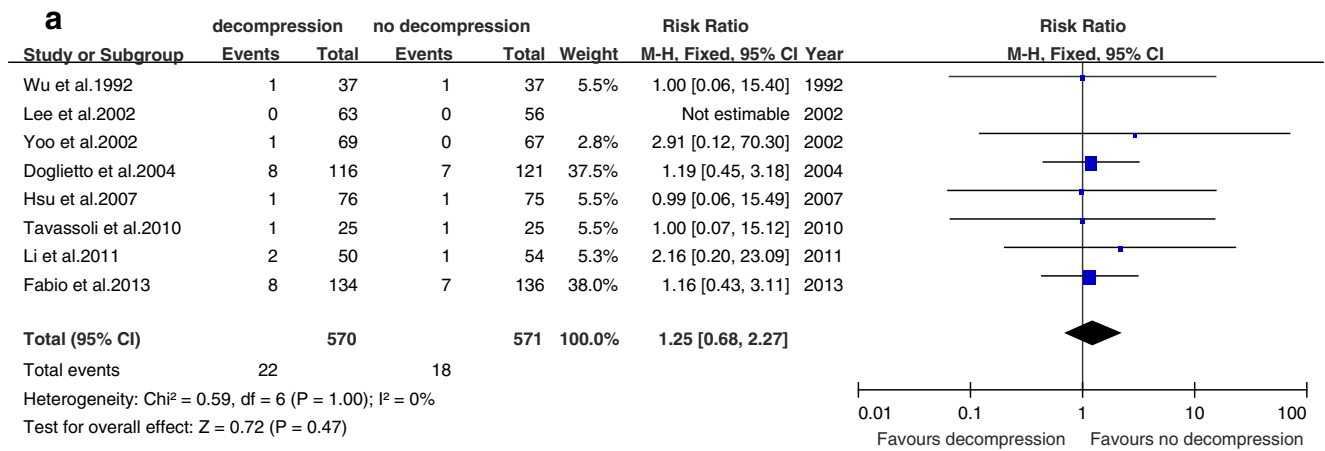 a
decompression no decompression Risk Ratio Risk Ratio
Study or Subgroup Events Total Events Total Weight M-H, Fixed, 95% CI Year M-H, Fixed, 95% CI
Wu et al.1992 1 37 1 37 5.5% 1.00 [0.06, 15.40] 1992
Lee et al.2002 0 63 0 56 Not estimable 2002
Yoo et al.2002 1 69 0 67 2.8% 2.91 [0.12, 70.30] 2002
Doglietto et al.2004 8 116 7 121 37.5% 1.19 [0.45, 3.18] 2004
Hsu et al.2007 1 76 1 75 5.5% 0.99 [0.06, 15.49] 2007
Tavassoli et al.2010 1 25 1 25 5.5% 1.00 [0.07, 15.12] 2010
Li et al.2011 2 50 1 54 5.3% 2.16 [0.20, 23.09] 2011
Fabio et al.2013 8 134 7 136 38.0% 1.16 [0.43, 3.11] 2013
Total (95% CI) 570 571 100.0% 1.25 [0.68, 2.27]
Total events 22 18
Heterogeneity: Chi² = 0.59, df = 6 (P = 1.00); I² = 0%
Test for overall effect: Z = 0.72 (P = 0.47)
0.01 0.1 1 10 100
Favours decompression Favours no decompression